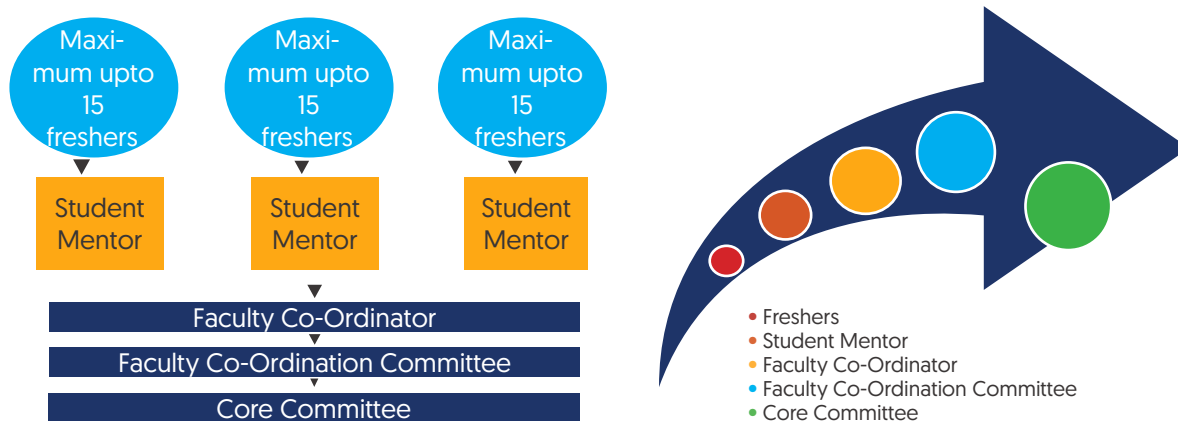 Maxi-
mum upto
15
freshers
Maxi-
mum upto
15
freshers
Maxi-
mum upto
15
freshers
Student
Mentor
Student
Mentor
Student
Mentor
Faculty Co-Ordinator
Faculty Co-Ordination Committee
Core Committee
Freshers
Student Mentor
Faculty Co-Ordinator
Faculty Co-Ordination Committee
Core Committee